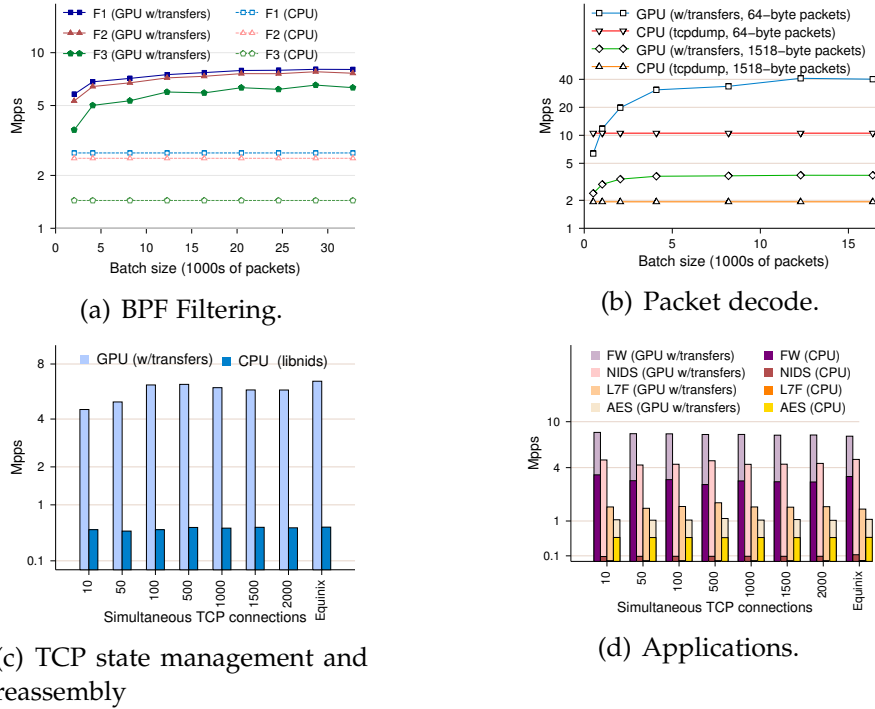 F1 (GPU w/transfers)
F2 (GPU w/transfers)
F3 (GPU w/transfers)
F1 (CPU)
F2 (CPU)
F3 (CPU)
Mpps
10
5
2
1
0 5 10 15 20 25 30
Batch size (1000s of packets)
(a) BPF Filtering.
GPU (w/transfers, 64−byte packets)
CPU (tcpdump, 64−byte packets)
GPU (w/transfers, 1518−byte packets)
CPU (tcpdump, 1518−byte packets)
Mpps
40
20
10
5
2
1
0 5 10 15
Batch size (1000s of packets)
(b) Packet decode.
GPU (w/transfers) CPU (libnids)
Mpps
8
4
2
1
0.1
10 50 100 500 1000 1500 2000 Equinix
Simultaneous TCP connections
(c) TCP state management and
reassembly
FW (GPU w/transfers)
NIDS (GPU w/transfers)
L7F (GPU w/transfers)
AES (GPU w/transfers)
FW (CPU)
NIDS (CPU)
L7F (CPU)
AES (CPU)
Mpps
10
4
1
0.1
10 50 100 500 1000 1500 2000 Equinix
Simultaneous TCP connections
(d) Applications.